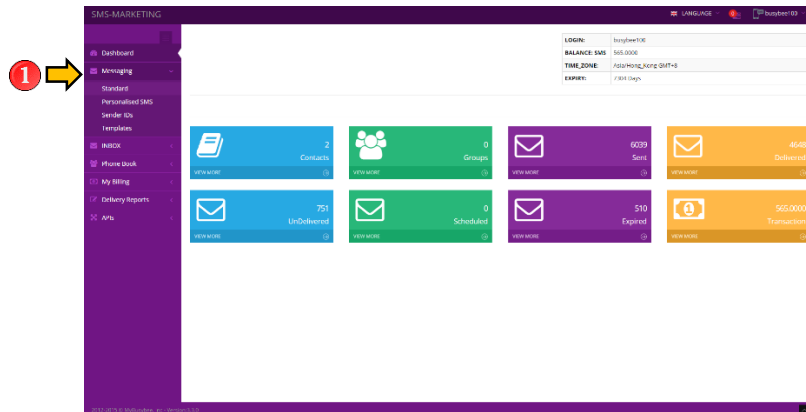 SMS-MARKETING
LANGUAGE
0
busybee103
LOGIN:
BALANCE: SMS 565.0000
TIME_ZONE: Asia/Hong_Kong GMT+8
EXPIRY: Days
Dashboard
1
Messaging
Standard
Personalised SMS
Sender IDs
Templates
INBOX
Phone Book
My Billing
Delivery Reports
APIs
2
Contacts
VIEW MORE
0
Groups
VIEW MORE
6039
Sent
VIEW MORE
4648
Delivered
VIEW MORE
751
UnDelivered
VIEW MORE
0
Scheduled
VIEW MORE
510
Expired
VIEW MORE
1
565.0000
Transaction
VIEW MORE